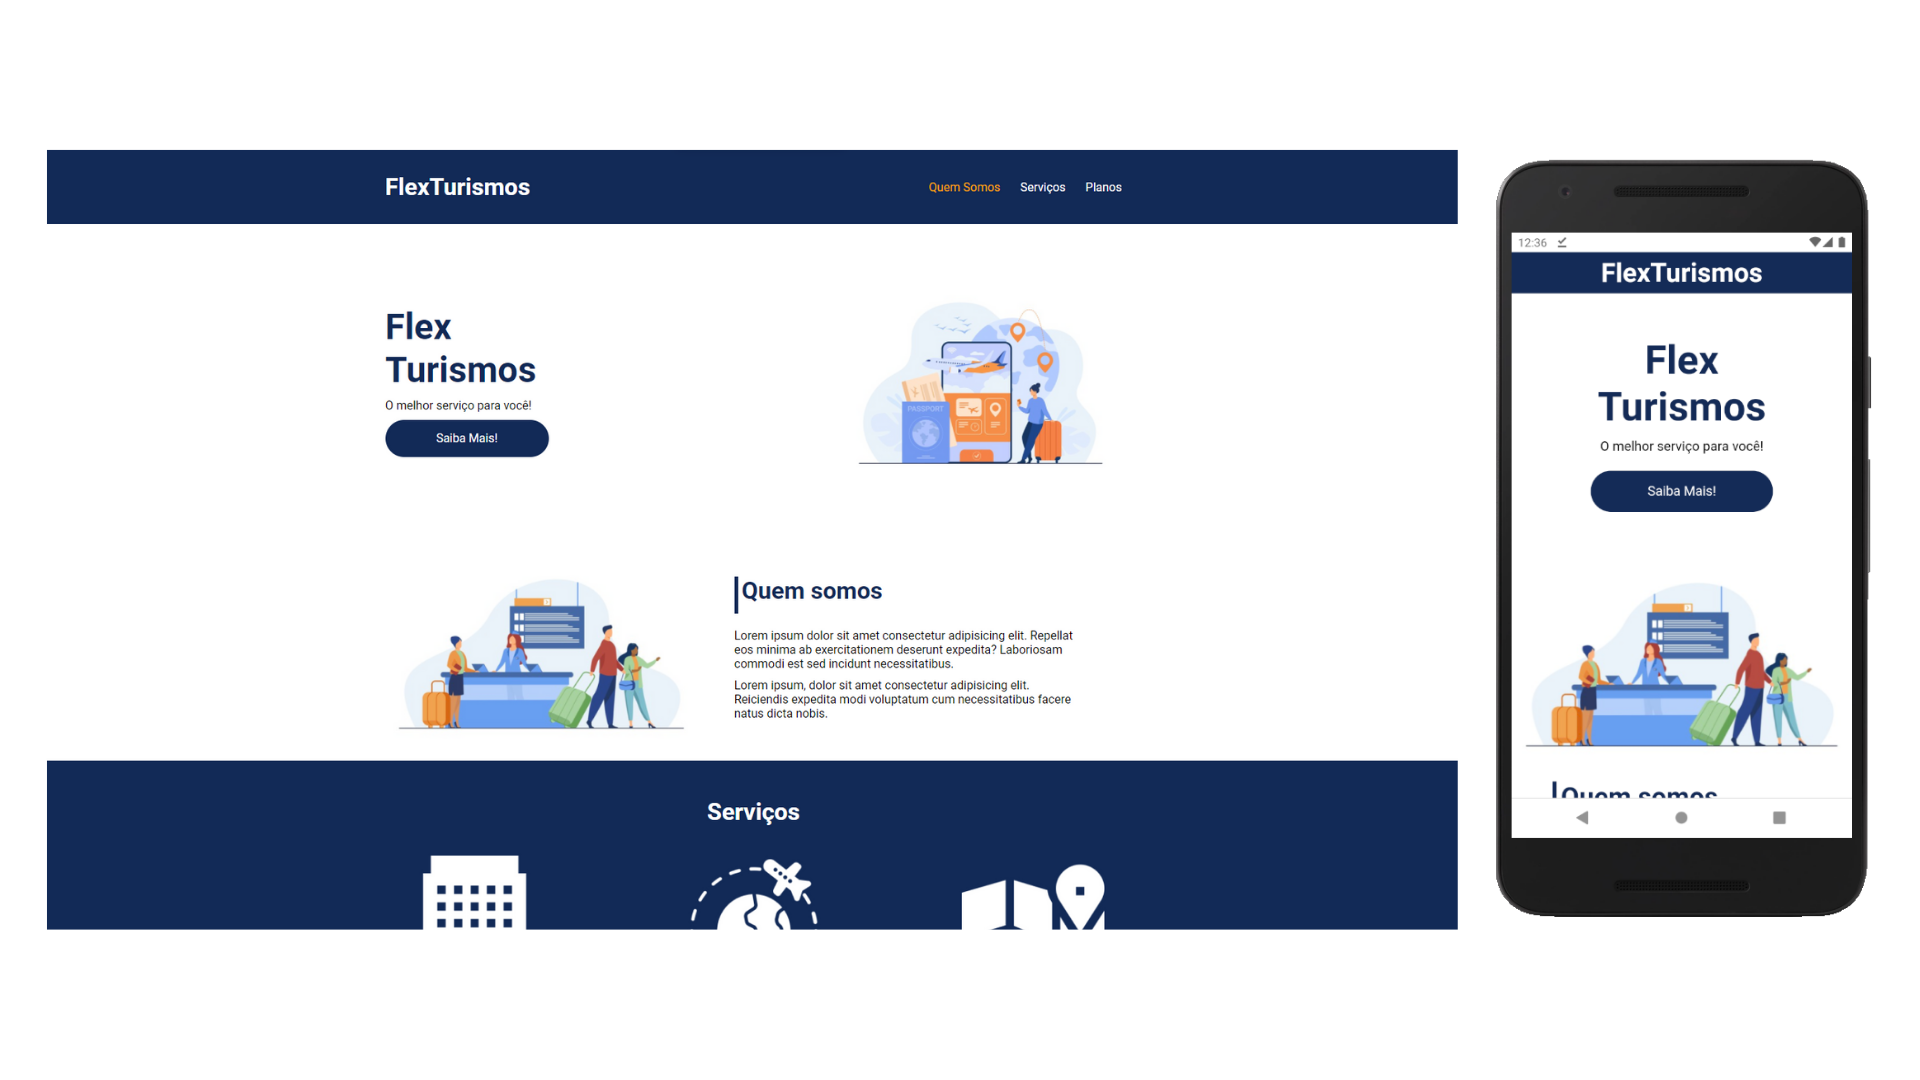 FlexTurismos
Quem Somos Serviços Planos
Flex
Turismos
O melhor serviço para você!
Saiba Mais!
PASSPORT
Quem somos
Lorem ipsum dolor sit amet consectetur adipisicing elit. Repellat
eos minima ab exercitationem deserunt expedita? Laboriosam
commodi est sed incidunt necessitatibus.
Lorem ipsum, dolor sit amet consectetur adipisicing elit.
Reiciendis expedita modi voluptatum cum necessitatibus facere
natus dicta nobis.
Serviços
12:36
FlexTurismos
Flex
Turismos
O melhor serviço para você!
Saiba Mais!
Quem somos